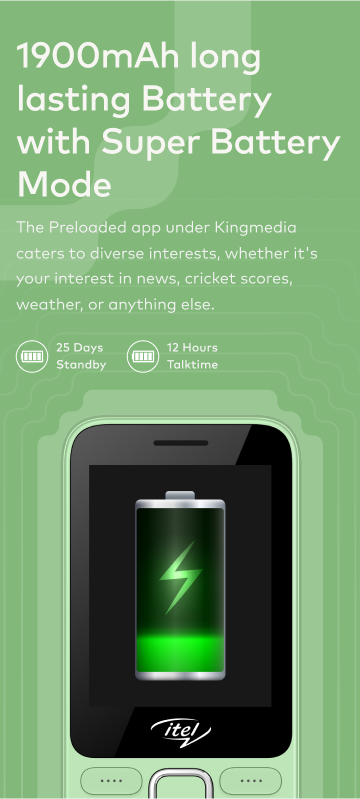 1900mAh long
lasting Battery
with Super Battery
Mode
The Preloaded app under Kingmedia
caters to diverse interests, whether it's
your interest in news, cricket scores,
weather, or anything else.
25 Days
Standby
12 Hours
Talktime
itel